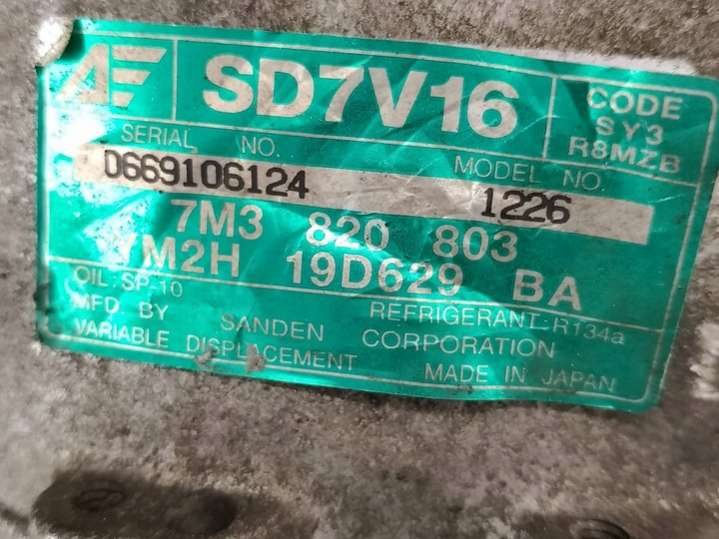 SD7V16
CODE
SY3
R8MZB
SERIAL NO.
MODEL NO.
0669106124
1226
7M3 820 803
YM2H 19D629 BA
OIL: SP-10
REFRIGERANT: R134a
MFD BY SANDEN CORPORATION
VARIABLE DISPLACEMENT
MADE IN JAPAN